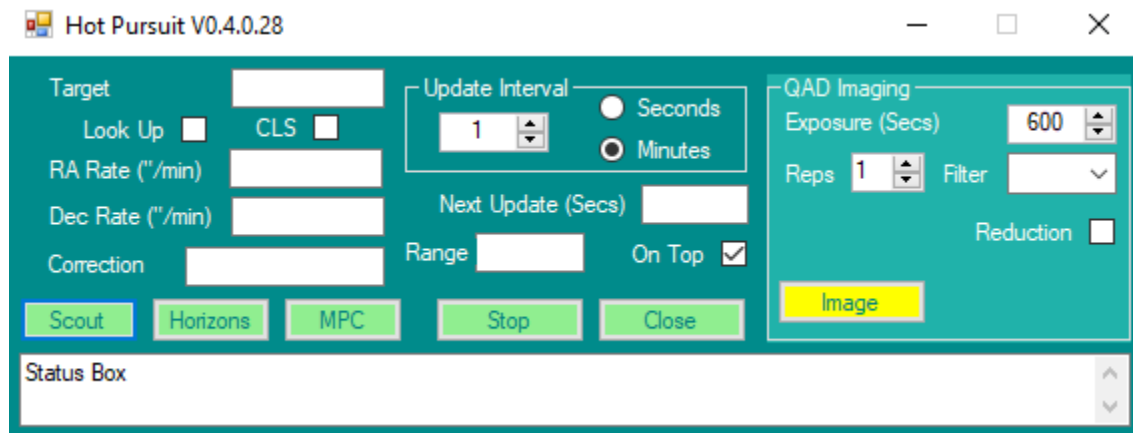 Hot Pursuit V0.4.0.28
Target
Look Up
CLS
RA Rate ("/min)
Dec Rate ("/min)
Correction
Update Interval
1
Seconds
Minutes
Next Update (Secs)
Range
On Top
QAD Imaging
Exposure (Secs)
600
Reps
1
Filter
Reduction
Image
Scout
Horizons
MPC
Stop
Close
Status Box